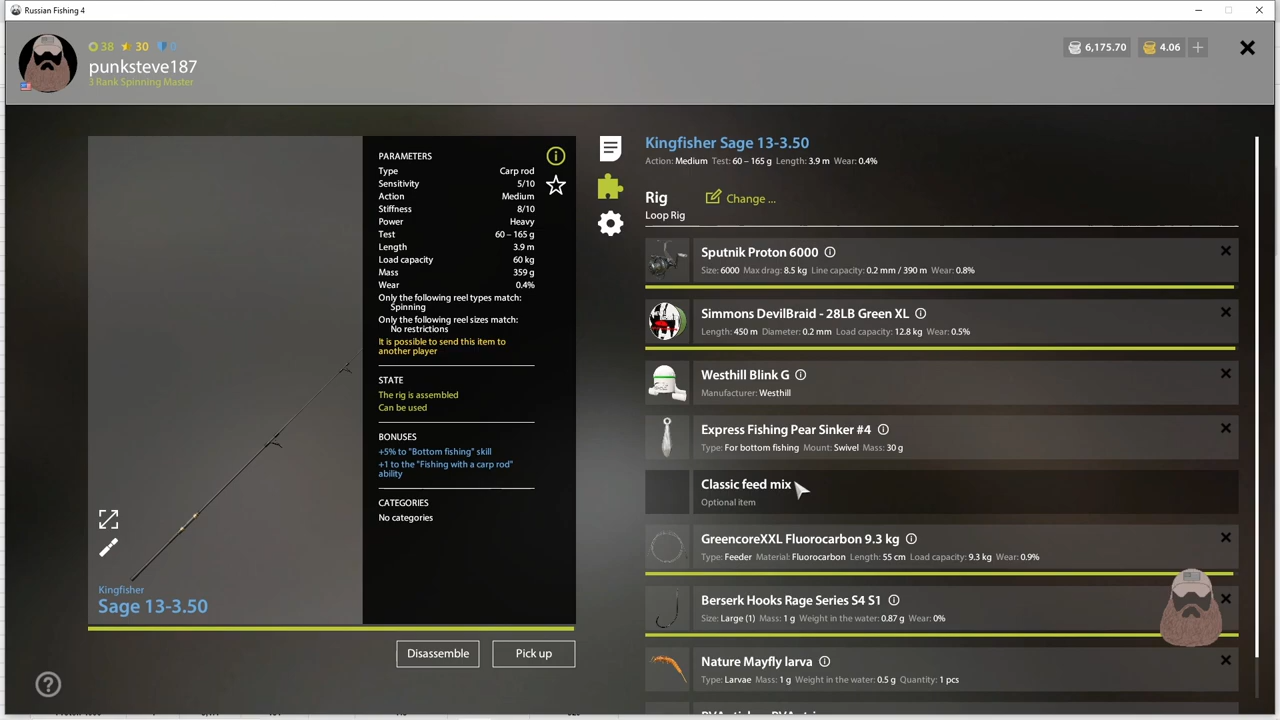 Russian Fishing 4
38 30 0
punksteve187
3 Rank Spinning Master
6,175.70 4.06
PARAMETERS
Type Carp rod
Sensitivity 5/10
Action Medium
Stiffness 8/10
Power Heavy
Test 60 – 165 g
Length 3.9 m
Load capacity 60 kg
Mass 359 g
Wear 0.4%
Only the following reel types match:
Spinning
Only the following reel sizes match:
No restrictions
It is possible to send this item to
another player
STATE
The rig is assembled
Can be used
BONUSES
+5% to "Bottom fishing" skill
+1 to the "Fishing with a carp rod"
ability
CATEGORIES
No categories
Kingfisher
Sage 13-3.50
Disassemble
Pick up
Kingfisher Sage 13-3.50
Action: Medium Test: 60 – 165 g Length: 3.9 m Wear: 0.4%
Rig
Change ...
Loop Rig
Sputnik Proton 6000
Size: 6000 Max drag: 8.5 kg Line capacity: 0.2 mm / 390 m Wear: 0.8%
Simmons DevilBraid - 28LB Green XL
Length: 450 m Diameter: 0.2 mm Load capacity: 12.8 kg Wear: 0.5%
Westhill Blink G
Manufacturer: Westhill
Express Fishing Pear Sinker #4
Type: For bottom fishing Mount: Swivel Mass: 30 g
Classic feed mix
Optional item
GreencoreXXL Fluorocarbon 9.3 kg
Type: Feeder Material: Fluorocarbon Length: 55 cm Load capacity: 9.3 kg Wear: 0.9%
Berserk Hooks Rage Series S4 S1
Size: Large (1) Mass: 1 g Weight in the water: 0.87 g Wear: 0%
Nature Mayfly larva
Type: Larvae Mass: 1 g Weight in the water: 0.5 g Quantity: 1 pcs